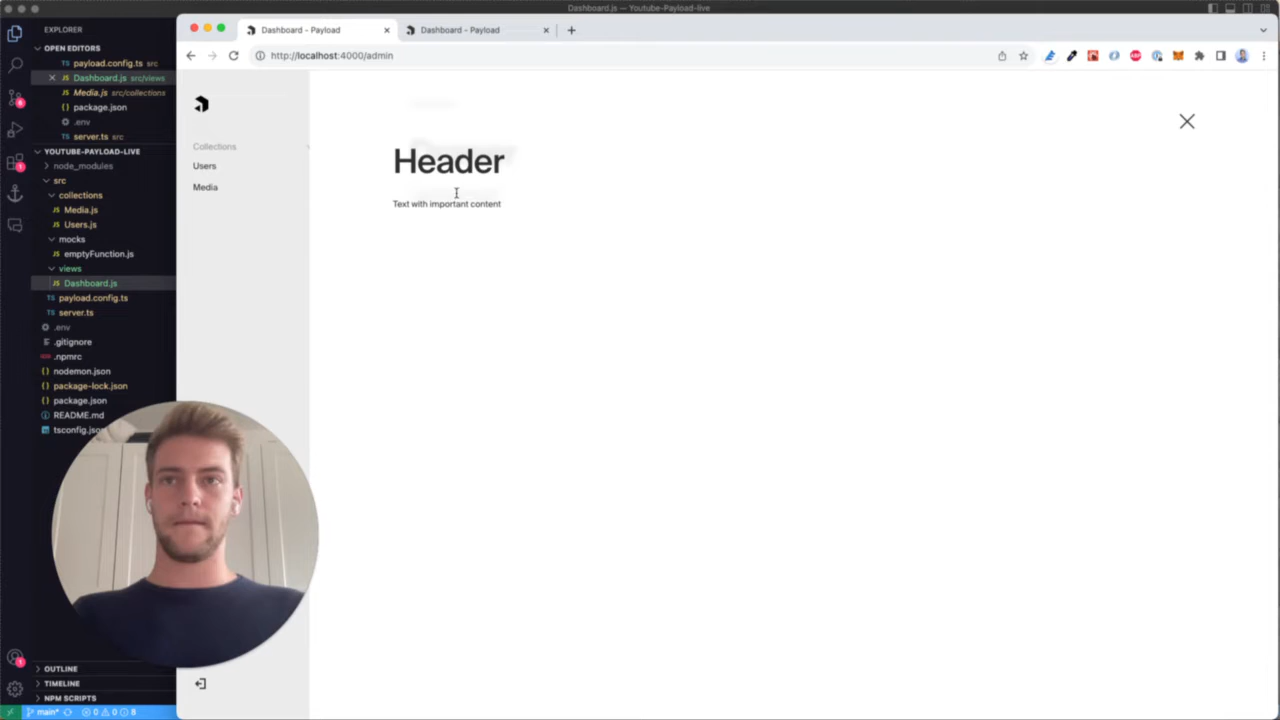 Dashboard.js — Youtube-Payload-live
EXPLORER
OPEN EDITORS
payload.config.ts src
Dashboard.js src/views
Media.js src/collections
package.json
.env
server.ts src
YOUTUBE-PAYLOAD-LIVE
node_modules
src
collections
Media.js
Users.js
mocks
emptyFunction.js
views
Dashboard.js
payload.config.ts
server.ts
.env
.gitignore
.npmrc
nodemon.json
package-lock.json
package.json
README.md
tsconfig.json
OUTLINE
TIMELINE
NPM SCRIPTS
main* 0 0 8
Dashboard - Payload
Dashboard - Payload
http://localhost:4000/admin
Collections
Users
Media
Header
Text with important content